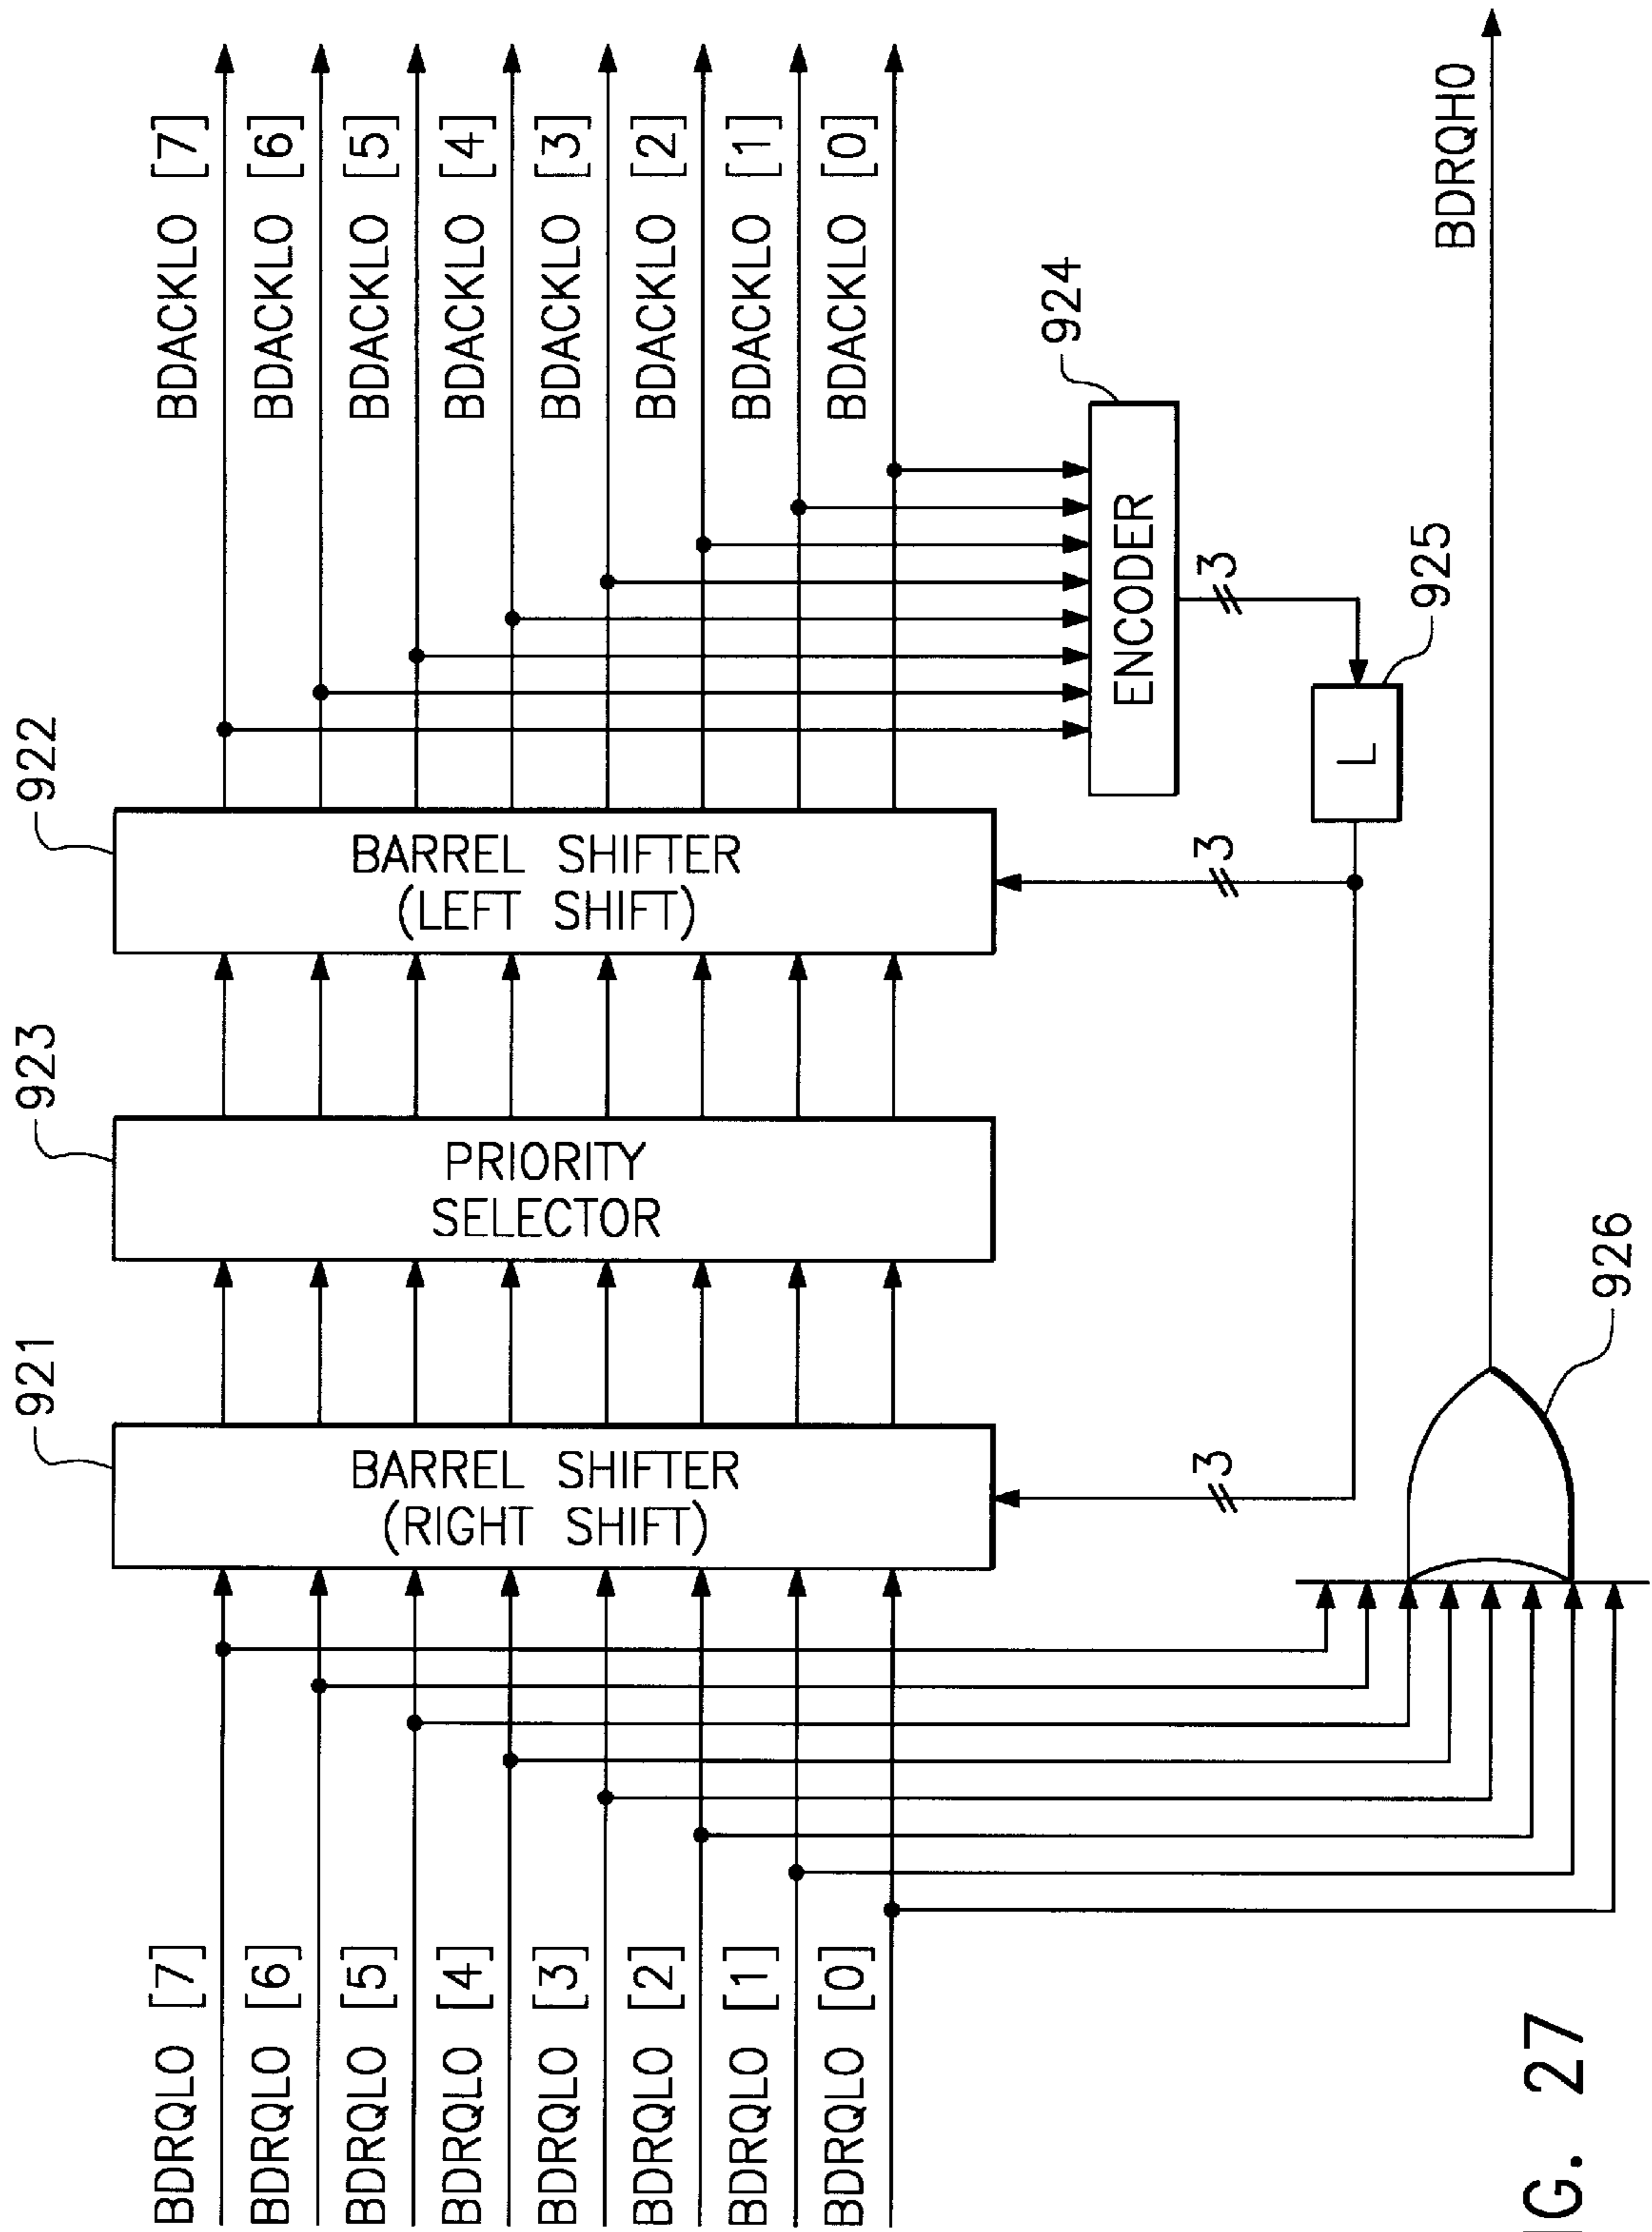 BDRQLO [7]
BDRQLO [6]
BDRQLO [5]
BDRQLO [4]
BDRQLO [3]
BDRQLO [2]
BDRQLO [1]
BDRQLO [0]
921
BARREL SHIFTER
(RIGHT SHIFT)
3
923
PRIORITY
SELECTOR
922
BARREL SHIFTER
(LEFT SHIFT)
3
BDACKLO [7]
BDACKLO [6]
BDACKLO [5]
BDACKLO [4]
BDACKLO [3]
BDACKLO [2]
BDACKLO [1]
BDACKLO [0]
924
ENCODER
3
L
925
926
BDRQHO
G. 27